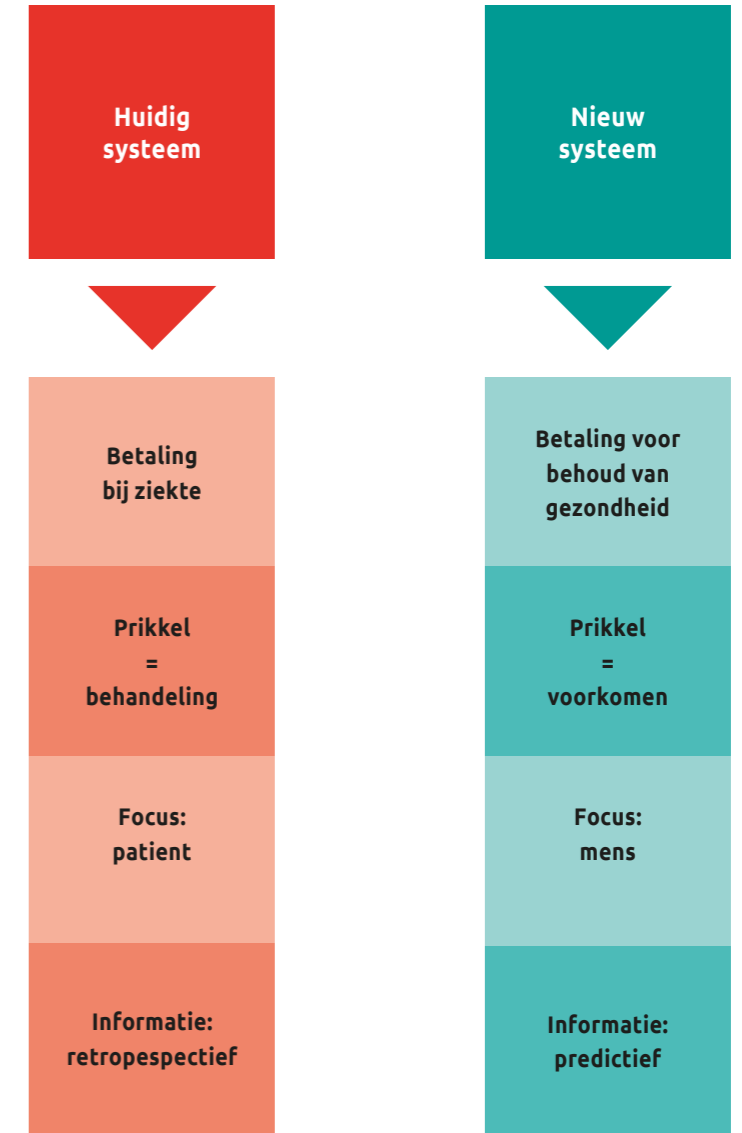 Huidig
systeem
Betaling
bij ziekte
Prikkel
=
behandeling
Focus:
patient
Informatie:
retropespectief
Nieuw
systeem
Betaling voor
behoud van
gezondheid
Prikkel
=
voorkomen
Focus:
mens
Informatie:
predictief